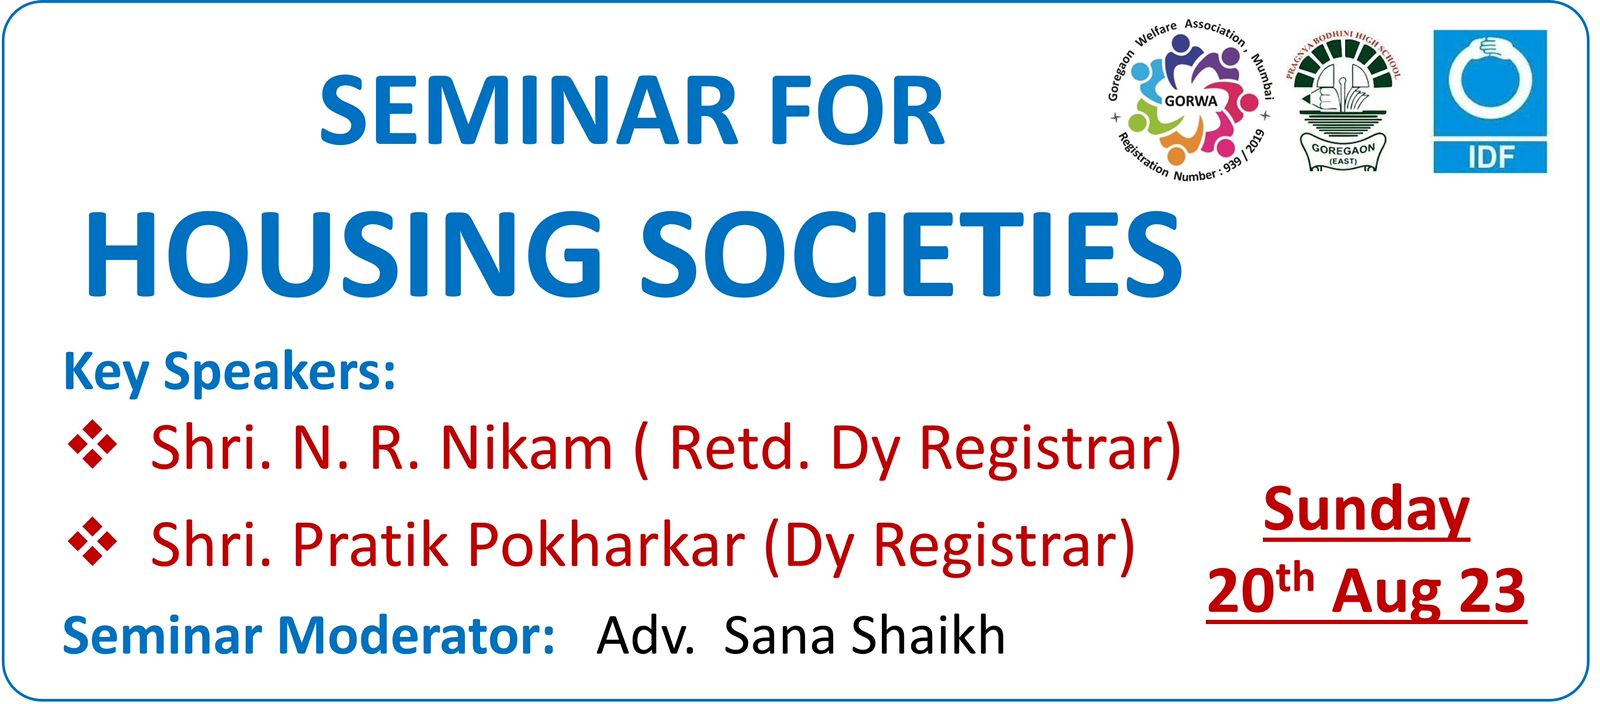 SEMINAR FOR
HOUSING SOCIETIES
Goregaon Welfare Association, Mumbai
GORWA
Registration Number : 939 / 2019
PRAGNYA BODHINI HIGH SCHOOL
GOREGAON
(EAST)
IDF
Key Speakers:
❖ Shri. N. R. Nikam ( Retd. Dy Registrar)
❖ Shri. Pratik Pokharkar (Dy Registrar)
Seminar Moderator: Adv. Sana Shaikh
Sunday
20th Aug 23